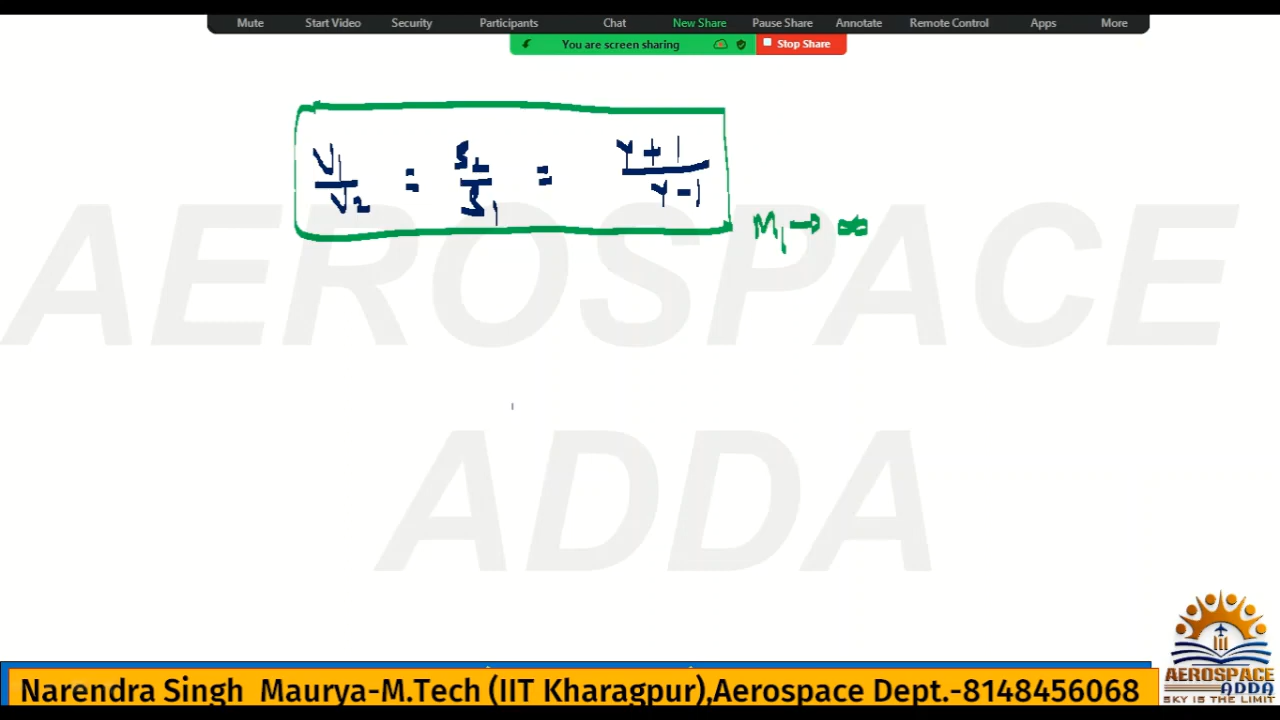 Mute Start Video Security Participants Chat New Share Pause Share Annotate Remote Control Apps More
You are screen sharing Stop Share
V1/V2 = ρ2/ρ1 = γ+1/γ-1
M1 → ∞
AEROSPACE
ADDA
Narendra Singh Maurya-M.Tech (IIT Kharagpur),Aerospace Dept.-8148456068
AEROSPACE
ADDA
SKY IS THE LIMIT